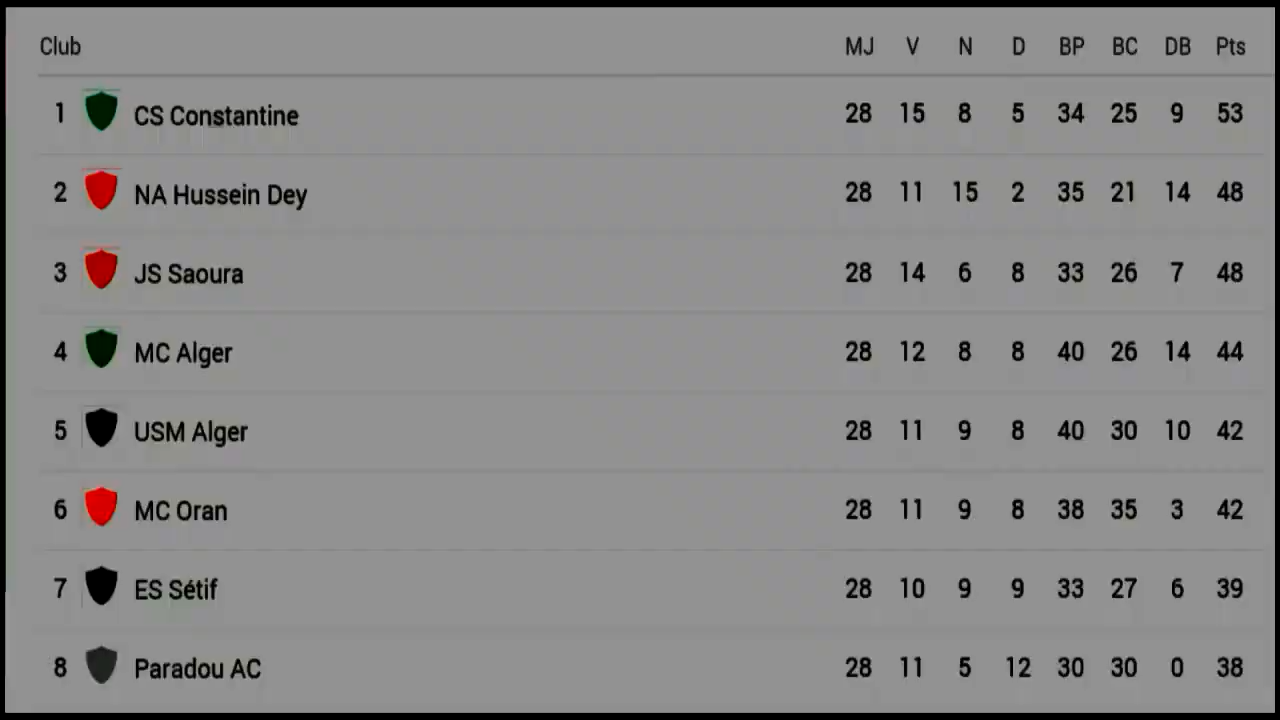 Club MJ V N D BP BC DB Pts
1 CS Constantine 28 15 8 5 34 25 9 53
2 NA Hussein Dey 28 11 15 2 35 21 14 48
3 JS Saoura 28 14 6 8 33 26 7 48
4 MC Alger 28 12 8 8 40 26 14 44
5 USM Alger 28 11 9 8 40 30 10 42
6 MC Oran 28 11 9 8 38 35 3 42
7 ES Sétif 28 10 9 9 33 27 6 39
8 Paradou AC 28 11 5 12 30 30 0 38